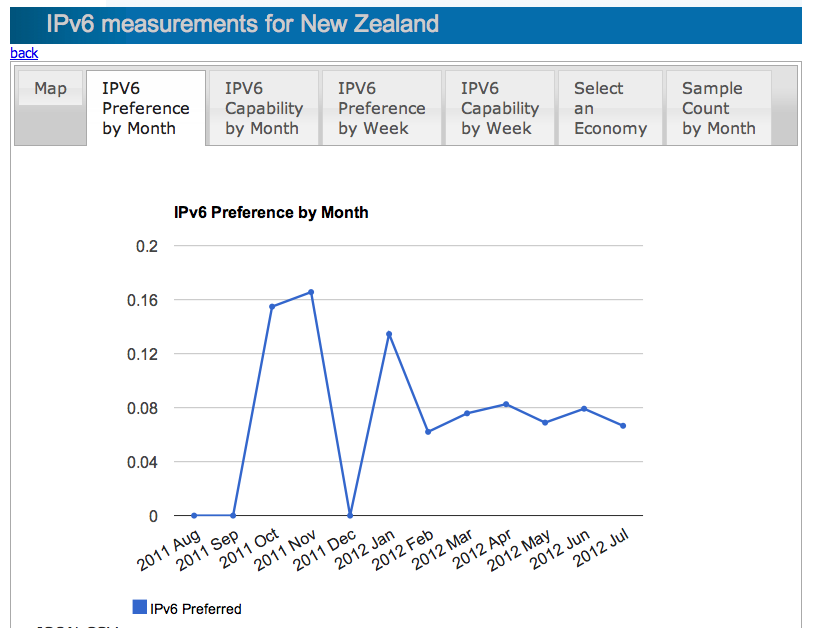 IPv6 measurements for New Zealand
back
Map
IPV6
Preference
by Month
IPV6
Capability
by Month
IPV6
Preference
by Week
IPV6
Capability
by Week
Select
an
Economy
Sample
Count
by Month
IPv6 Preference by Month
0.2
0.16
0.12
0.08
0.04
0
2011 Aug
2011 Sep
2011 Oct
2011 Nov
2011 Dec
2012 Jan
2012 Feb
2012 Mar
2012 Apr
2012 May
2012 Jun
2012 Jul
IPv6 Preferred